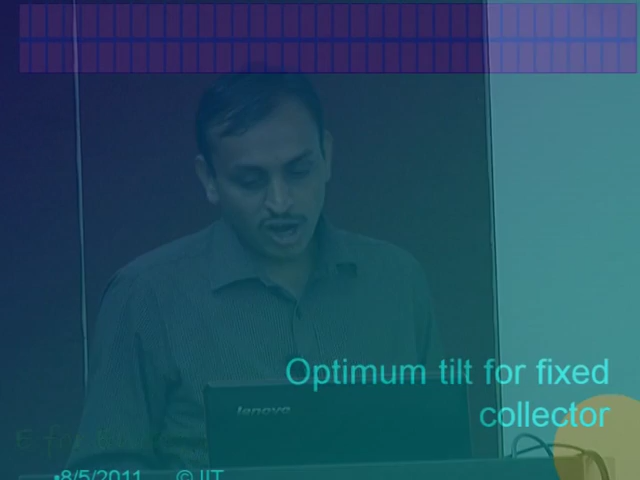 Optimum tilt for fixed
collector
lenovo
•8/5/2011 © IIT